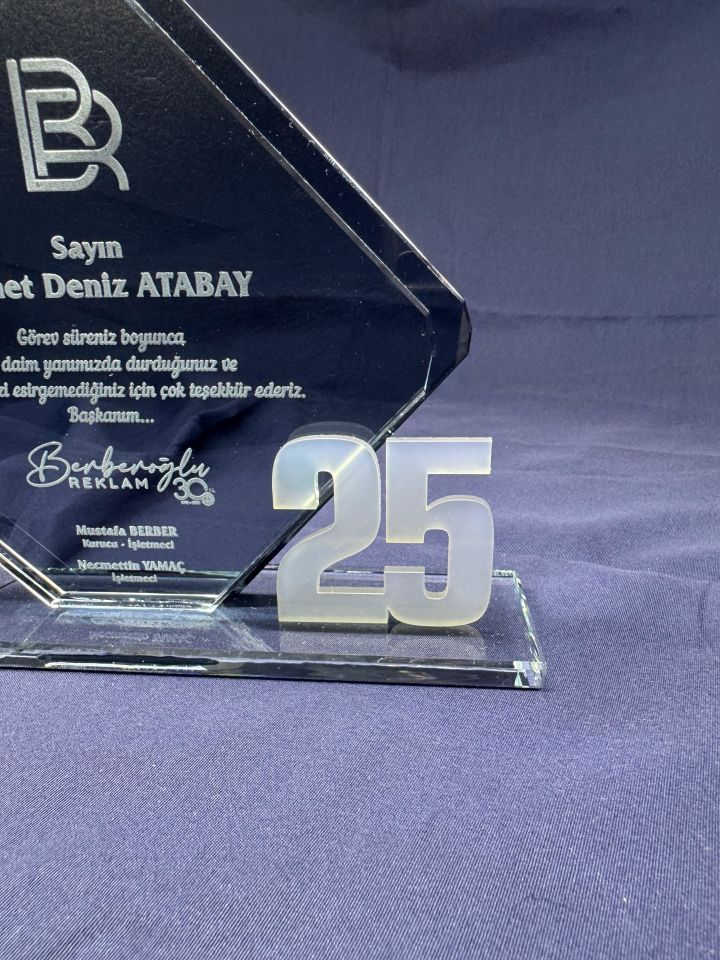 BR
Sayın
et Deniz ATABAY
Görev süreniz boyunca
daim yanımızda durduğunuz ve
esirgemediğiniz için çok teşekkür ederiz.
Başkanım...
Berberoğlu
REKLAM 30
Mustafa BERBER
Kurucu - İşletmeci
Necmettin YAMAÇ
İşletmeci
25